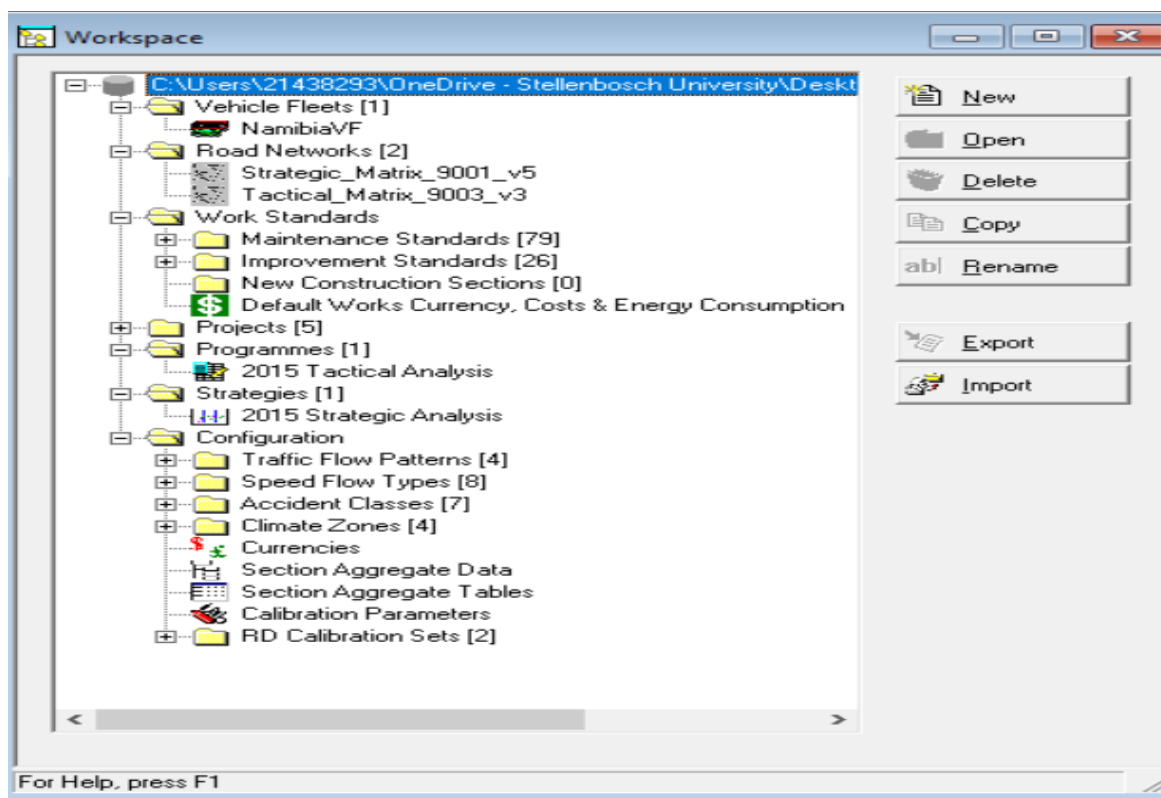 Workspace
C:\Users\21438293\OneDrive - Stellenbosch University\Deskt
Vehicle Fleets [1]
NamibiaVF
Road Networks [2]
Strategic_Matrix_9001_v5
Tactical_Matrix_9003_v3
Work Standards
Maintenance Standards [79]
Improvement Standards [26]
New Construction Sections [0]
Default Works Currency, Costs & Energy Consumption
Projects [5]
Programmes [1]
2015 Tactical Analysis
Strategies [1]
2015 Strategic Analysis
Configuration
Traffic Flow Patterns [4]
Speed Flow Types [8]
Accident Classes [7]
Climate Zones [4]
Currencies
Section Aggregate Data
Section Aggregate Tables
Calibration Parameters
RD Calibration Sets [2]
New
Open
Delete
Copy
abl Rename
Export
Import
For Help, press F1